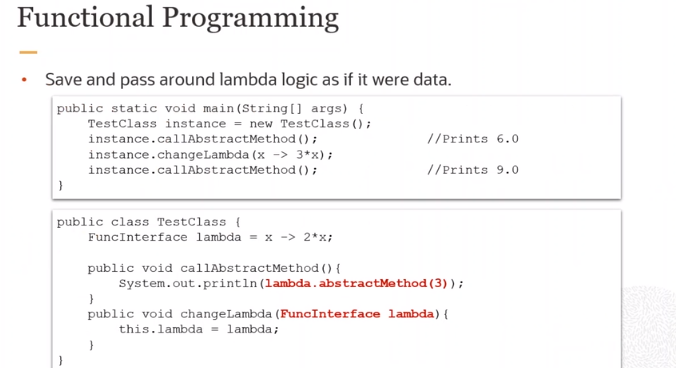 Functional Programming
• Save and pass around lambda logic as if it were data.
public static void main(String[] args) {
    TestClass instance = new TestClass();
    instance.callAbstractMethod();                //Prints 6.0
    instance.changeLambda(x -> 3*x);
    instance.callAbstractMethod();                //Prints 9.0
}
public class TestClass {
    FuncInterface lambda = x -> 2*x;
    public void callAbstractMethod(){
        System.out.println(lambda.abstractMethod(3));
    }
    public void changeLambda(FuncInterface lambda){
        this.lambda = lambda;
    }
}